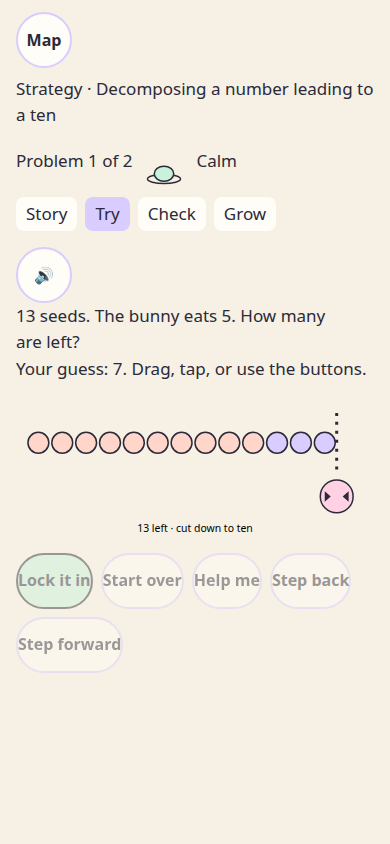 Map
Strategy · Decomposing a number leading to
a ten
Problem 1 of 2 Calm
Story Try Check Grow
13 seeds. The bunny eats 5. How many
are left?
Your guess: 7. Drag, tap, or use the buttons.
13 left · cut down to ten
Lock it in Start over Help me Step back
Step forward